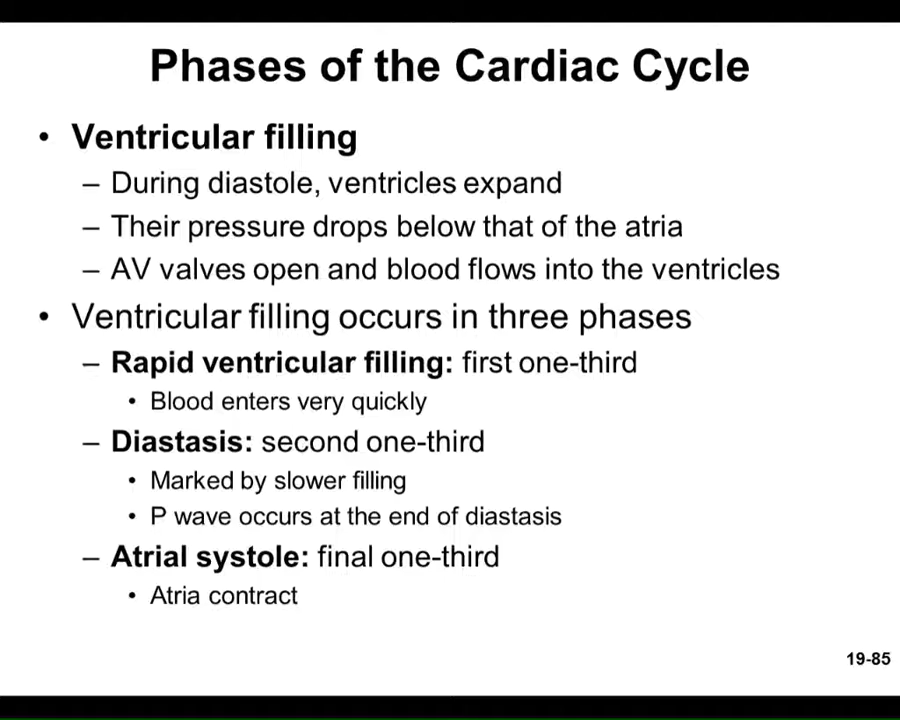 Phases of the Cardiac Cycle
• Ventricular filling
– During diastole, ventricles expand
– Their pressure drops below that of the atria
– AV valves open and blood flows into the ventricles
• Ventricular filling occurs in three phases
– Rapid ventricular filling: first one-third
• Blood enters very quickly
– Diastasis: second one-third
• Marked by slower filling
• P wave occurs at the end of diastasis
– Atrial systole: final one-third
• Atria contract
19-85